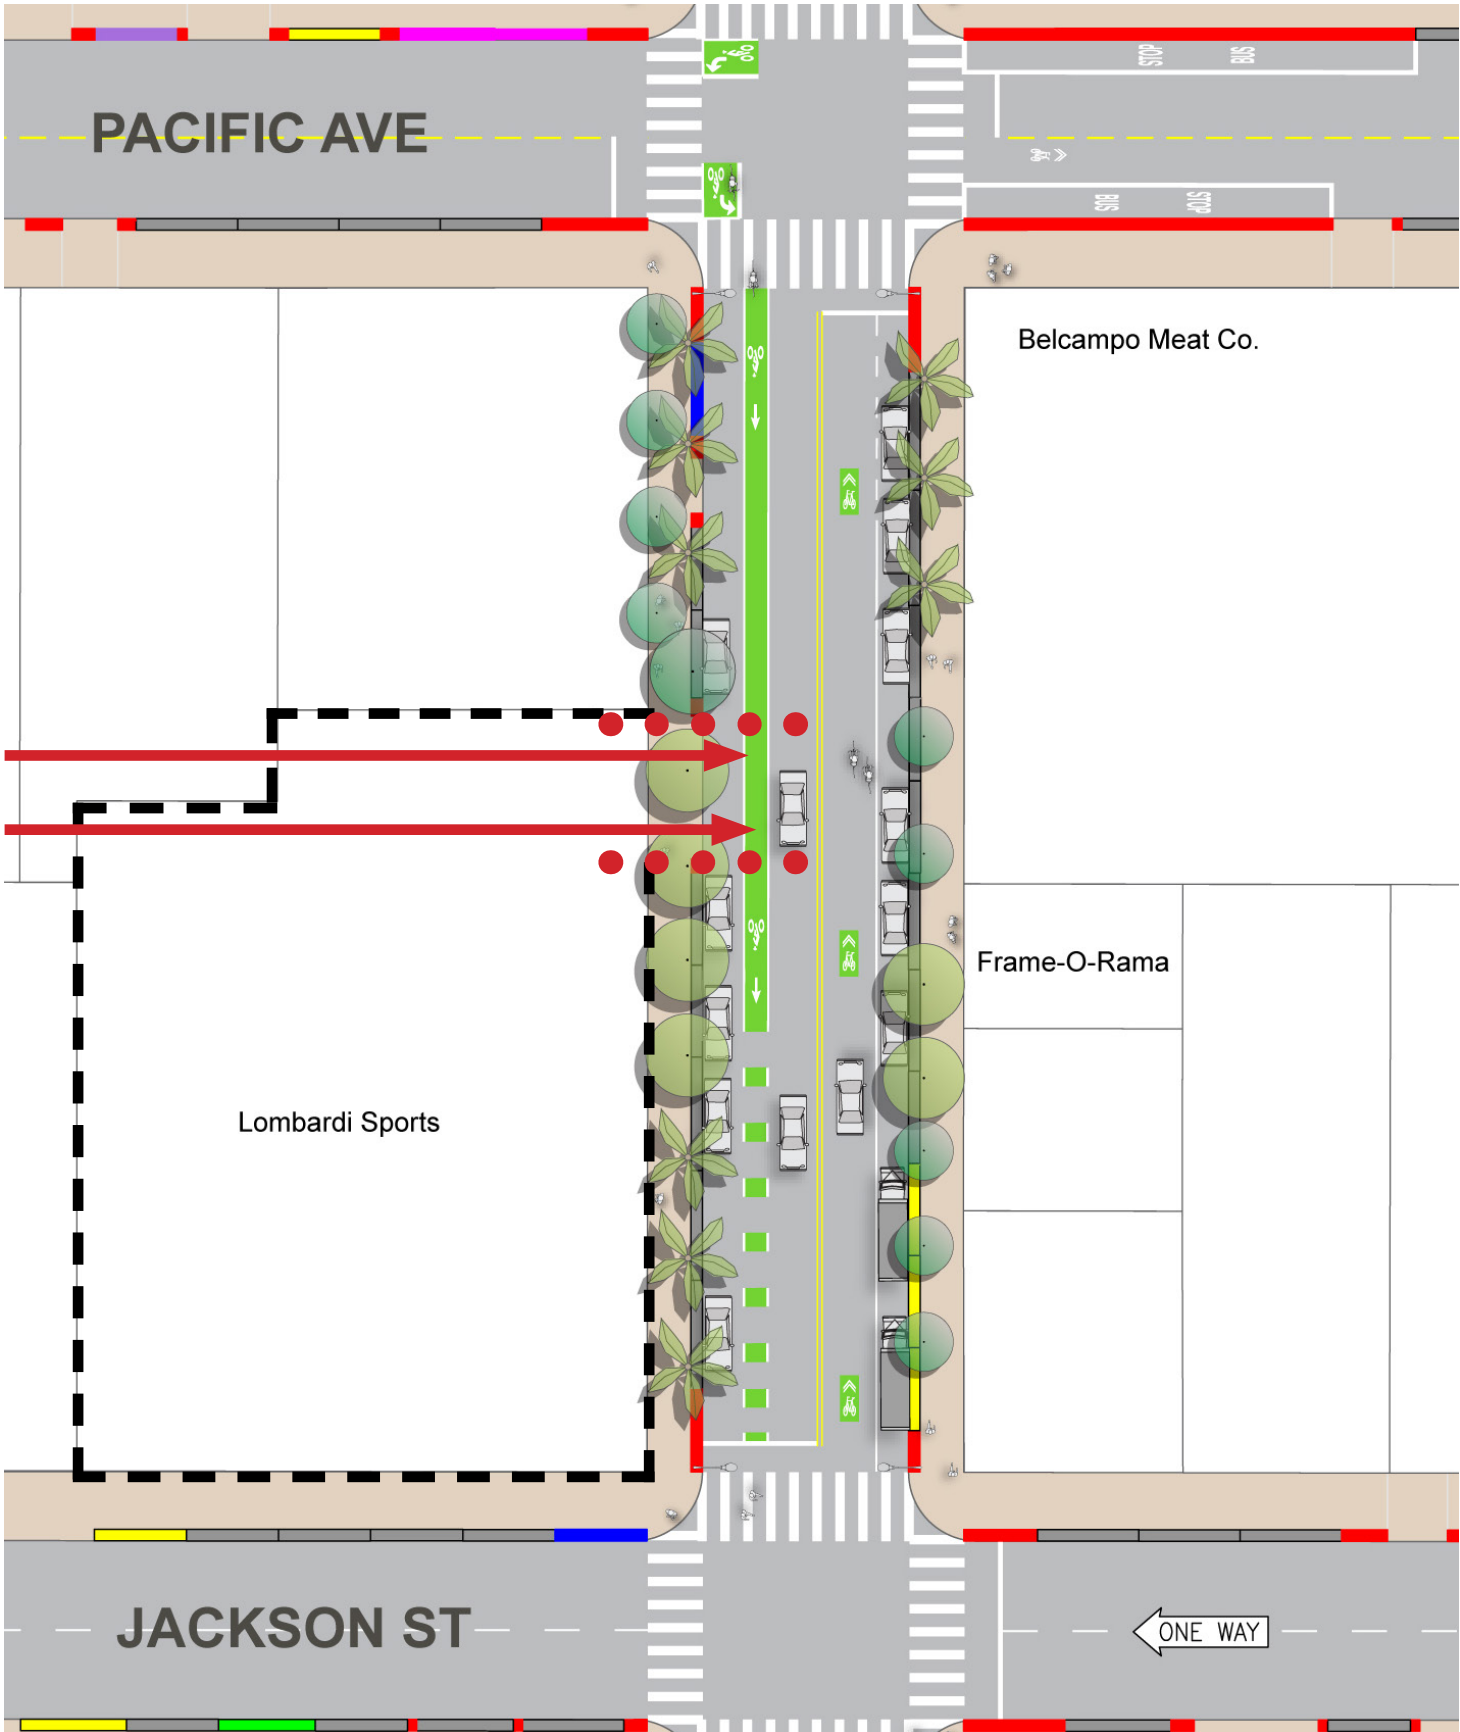 STOP
BUS
PACIFIC AVE
BUS
STOP
Belcampo Meat Co.
Frame-O-Rama
Lombardi Sports
JACKSON ST
ONE WAY